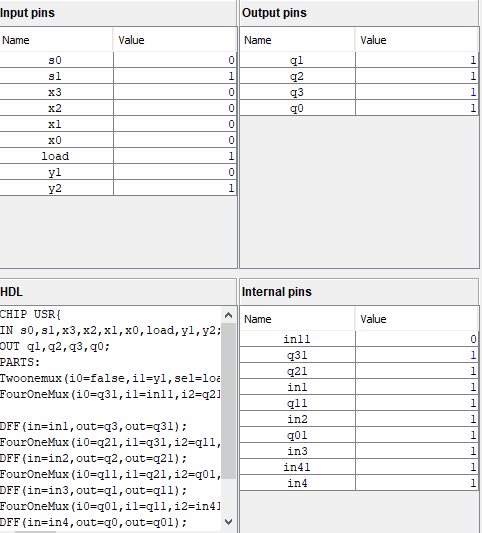 Input pins
Name Value
s0 0
s1 1
x3 0
x2 0
x1 0
x0 0
load 1
y1 0
y2 1
Output pins
Name Value
q1 1
q2 1
q3 1
q0 1
HDL
CHIP USR{
IN s0,s1,x3,x2,x1,x0,load,y1,y2;
OUT q1,q2,q3,q0;
PARTS:
Twoonemux(i0=false,i1=y1,sel=loa
FourOneMux(i0=q31,i1=in11,i2=q21
DFF(in=in1,out=q3,out=q31);
FourOneMux(i0=q21,i1=q31,i2=q11,
DFF(in=in2,out=q2,out=q21);
FourOneMux(i0=q11,i1=q21,i2=q01,
DFF(in=in3,out=q1,out=q11);
FourOneMux(i0=q01,i1=q11,i2=in41
DFF(in=in4,out=q0,out=q01);
Internal pins
Name Value
in11 0
q31 1
q21 1
in1 1
q11 1
in2 1
q01 1
in3 1
in41 1
in4 1